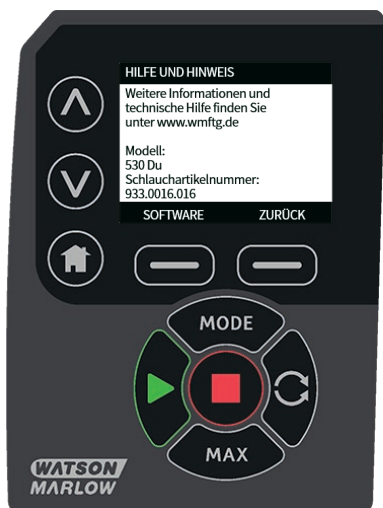 HILFE UND HINWEIS
Weitere Informationen und
technische Hilfe finden Sie
unter www.wmftg.de
Modell:
530 Du
Schlauchartikelnummer:
933.0016.016
SOFTWARE ZURÜCK
MODE
MAX
WATSON
MARLOW